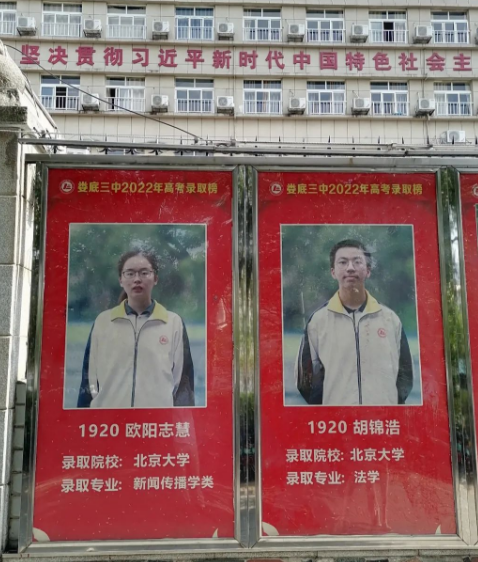 坚决贯彻习近平新时代中国特色社会主
娄底三中2022年高考录取榜
1920 欧阳志慧
录取院校: 北京大学
录取专业: 新闻传播学类
娄底三中2022年高考录取榜
1920 胡锦浩
录取院校: 北京大学
录取专业: 法学